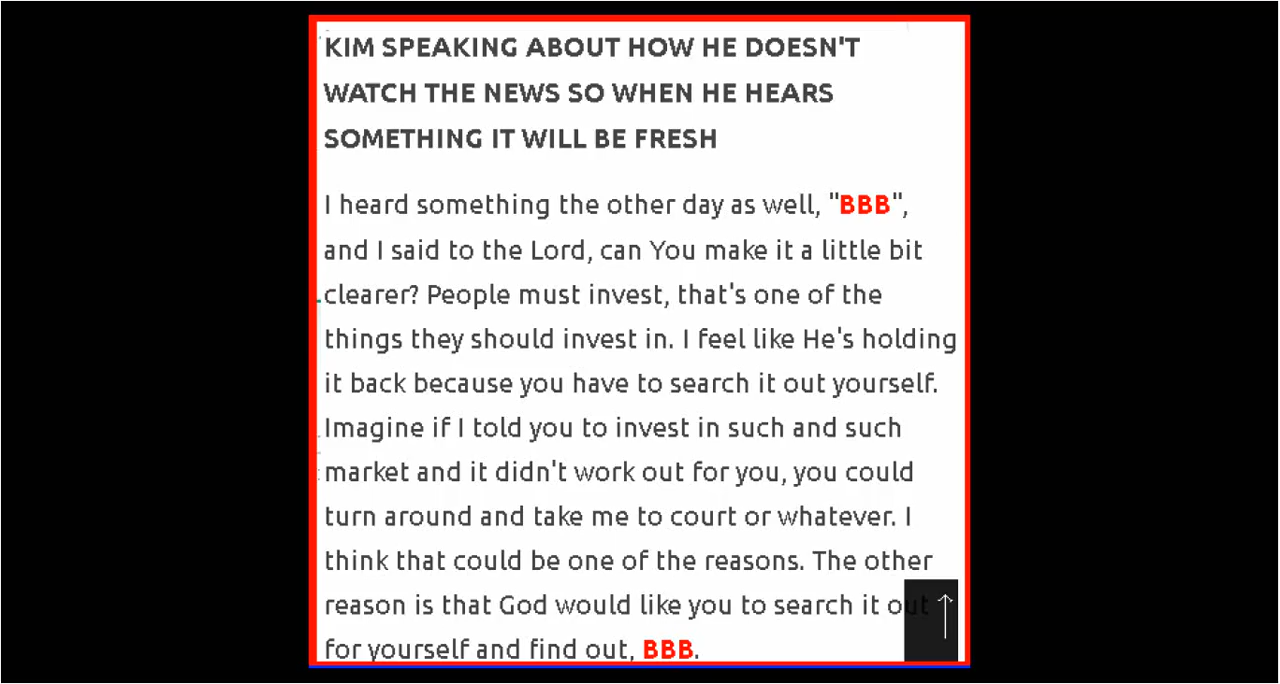 KIM SPEAKING ABOUT HOW HE DOESN'T
WATCH THE NEWS SO WHEN HE HEARS
SOMETHING IT WILL BE FRESH
I heard something the other day as well, "BBB",
and I said to the Lord, can You make it a little bit
clearer? People must invest, that's one of the
things they should invest in. I feel like He's holding
it back because you have to search it out yourself.
Imagine if I told you to invest in such and such
market and it didn't work out for you, you could
turn around and take me to court or whatever. I
think that could be one of the reasons. The other
reason is that God would like you to search it out
for yourself and find out, BBB.